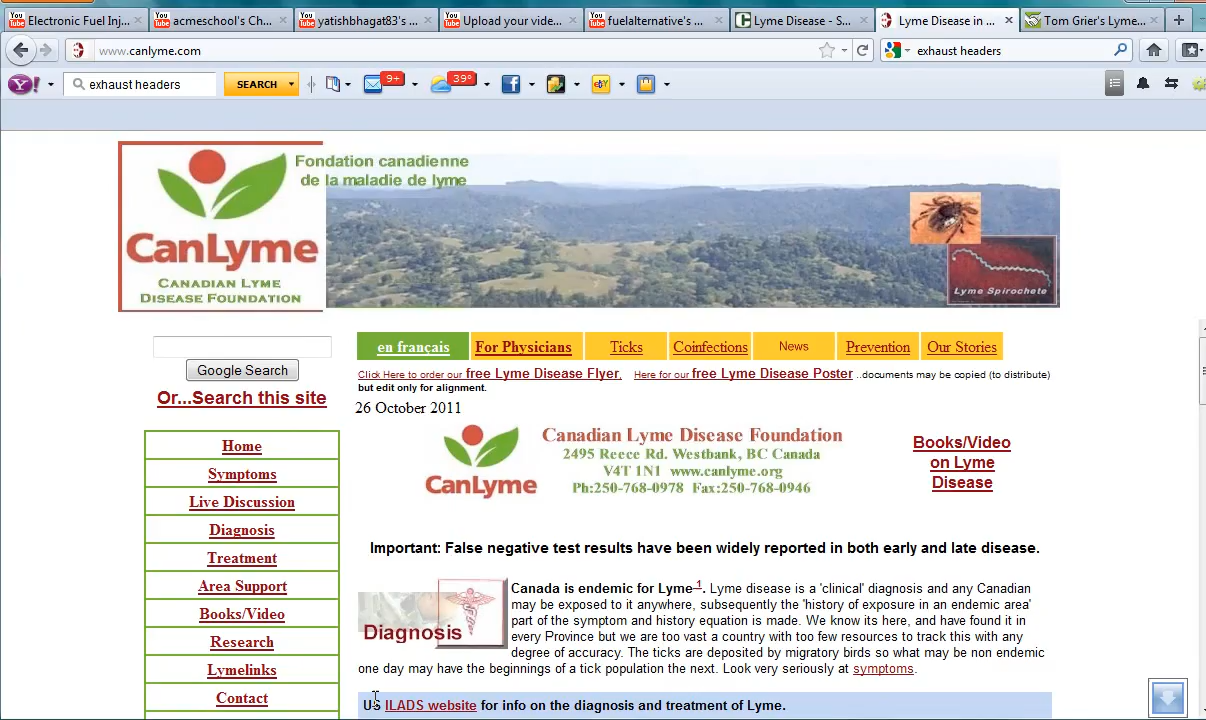 Electronic Fuel Inj...
acmeschool's Ch...
yatishbhagat83's ...
Upload your vide...
fuelalternative's ...
Lyme Disease - S...
Lyme Disease in ...
Tom Grier's Lyme...
www.canlyme.com
exhaust headers
exhaust headers
SEARCH
9+
39°
Fondation canadienne
de la maladie de lyme
CanLyme
Canadian Lyme
Disease Foundation
Lyme Spirochete
Google Search
Or...Search this site
en français
For Physicians
Ticks
Coinfections
News
Prevention
Our Stories
Click Here to order our free Lyme Disease Flyer, Here for our free Lyme Disease Poster ..documents may be copied (to distribute)
but edit only for alignment.
26 October 2011
CanLyme
Canadian Lyme Disease Foundation
2495 Reece Rd. Westbank, BC Canada
V4T 1N1 www.canlyme.org
Ph:250-768-0978 Fax:250-768-0946
Books/Video
on Lyme
Disease
Home
Symptoms
Live Discussion
Diagnosis
Treatment
Area Support
Books/Video
Research
Lymelinks
Contact
Important: False negative test results have been widely reported in both early and late disease.
Diagnosis
Canada is endemic for Lyme 1. Lyme disease is a 'clinical' diagnosis and any Canadian
may be exposed to it anywhere, subsequently the 'history of exposure in an endemic area'
part of the symptom and history equation is made. We know its here, and have found it in
every Province but we are too vast a country with too few resources to track this with any
degree of accuracy. The ticks are deposited by migratory birds so what may be non endemic
one day may have the beginnings of a tick population the next. Look very seriously at symptoms.
US ILADS website for info on the diagnosis and treatment of Lyme.